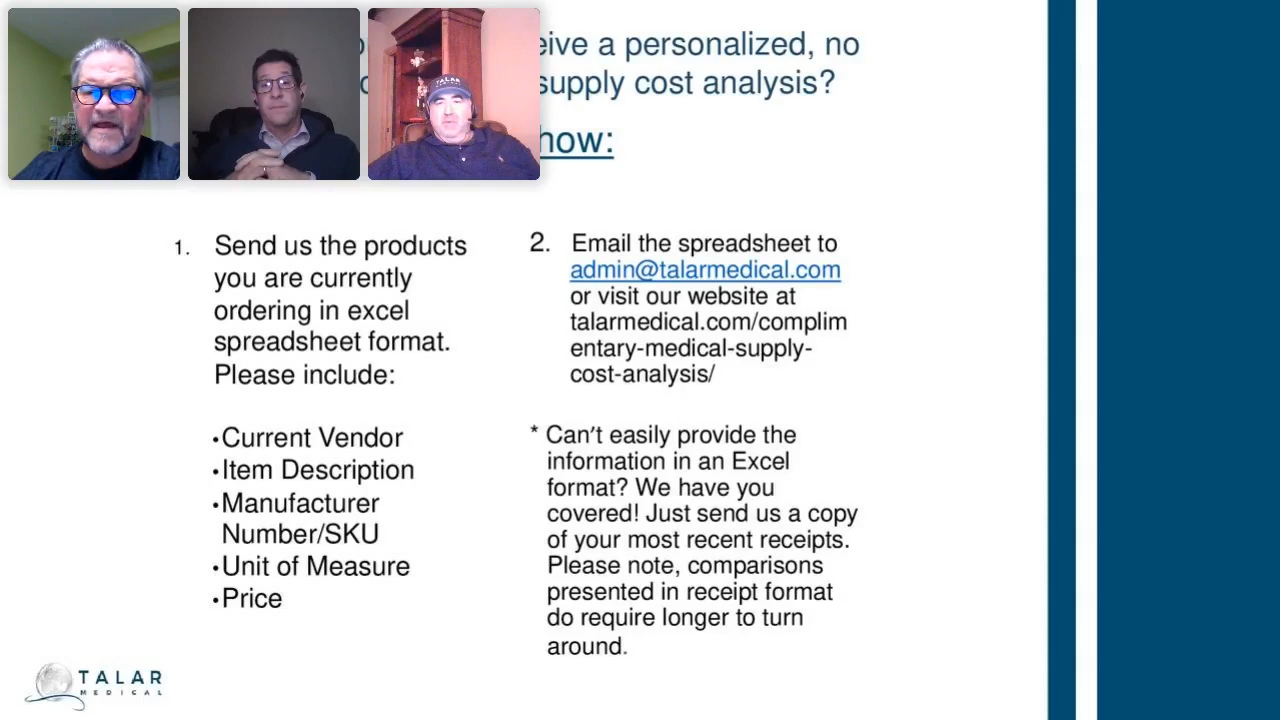 eive a personalized, no
supply cost analysis?
how:
1. Send us the products
you are currently
ordering in excel
spreadsheet format.
Please include:
•Current Vendor
•Item Description
•Manufacturer
Number/SKU
•Unit of Measure
•Price
2. Email the spreadsheet to
admin@talarmedical.com
or visit our website at
talarmedical.com/complim
entary-medical-supply-
cost-analysis/
* Can’t easily provide the
information in an Excel
format? We have you
covered! Just send us a copy
of your most recent receipts.
Please note, comparisons
presented in receipt format
do require longer to turn
around.
TALAR
MEDICAL
TALAR
MEDICAL